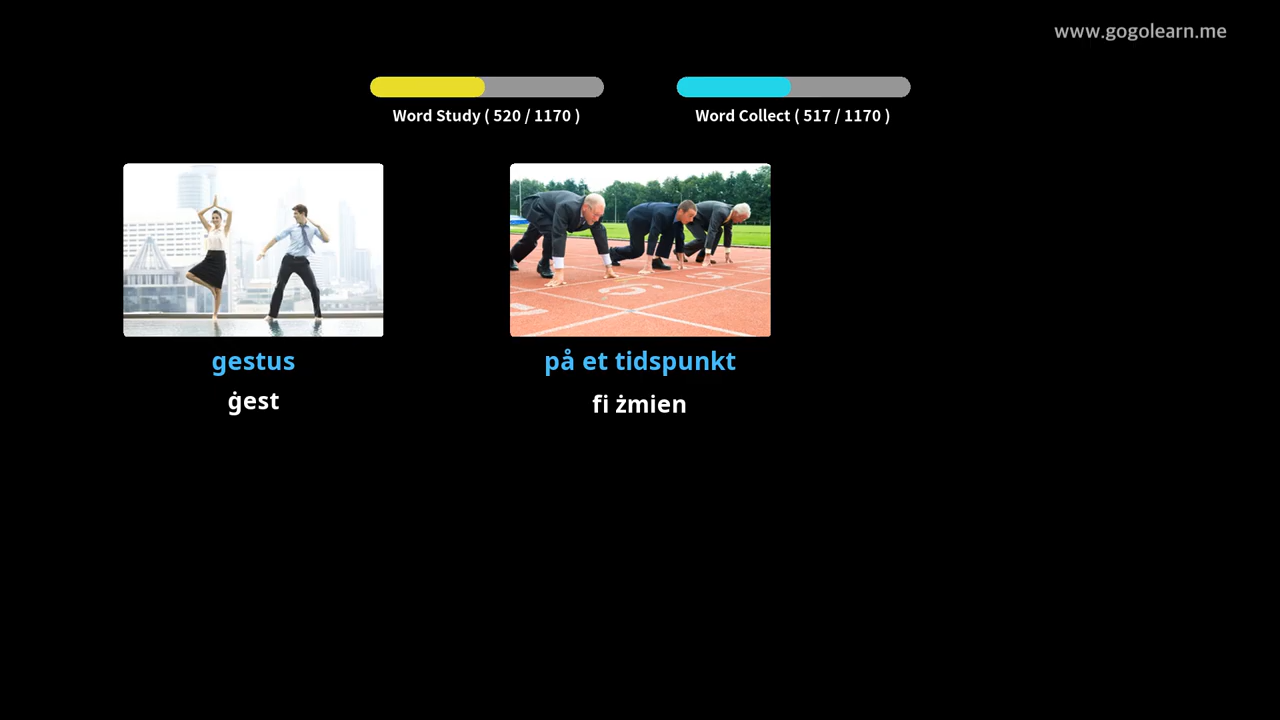 www.gogolearn.me
Word Study ( 520 / 1170 )
Word Collect ( 517 / 1170 )
gestus
på et tidspunkt
ġest
fi żmien